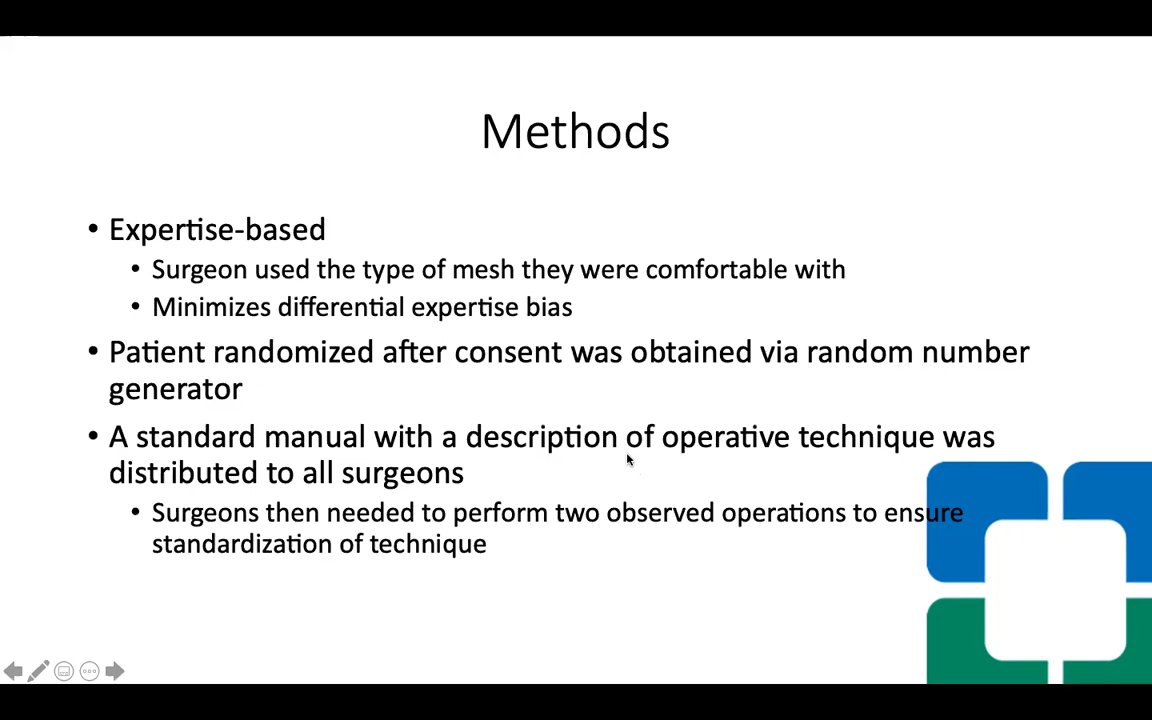 Methods
• Expertise-based
• Surgeon used the type of mesh they were comfortable with
• Minimizes differential expertise bias
• Patient randomized after consent was obtained via random number
generator
• A standard manual with a description of operative technique was
distributed to all surgeons
• Surgeons then needed to perform two observed operations to ensure
standardization of technique